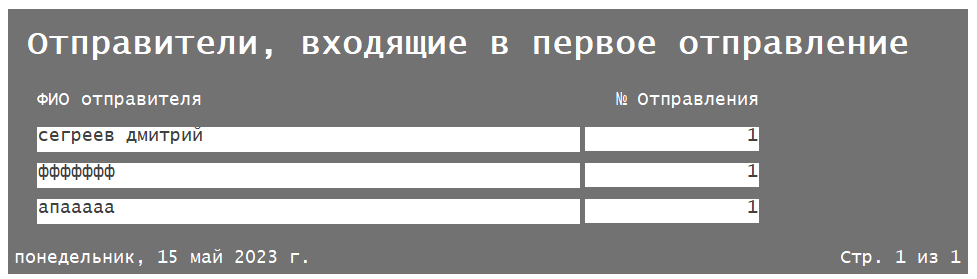 Отправители, входящие в первое отправление
ФИО отправителя № Отправления
сегреев дмитрий 1
ффффффф 1
апааааа 1
понедельник, 15 май 2023 г. Стр. 1 из 1